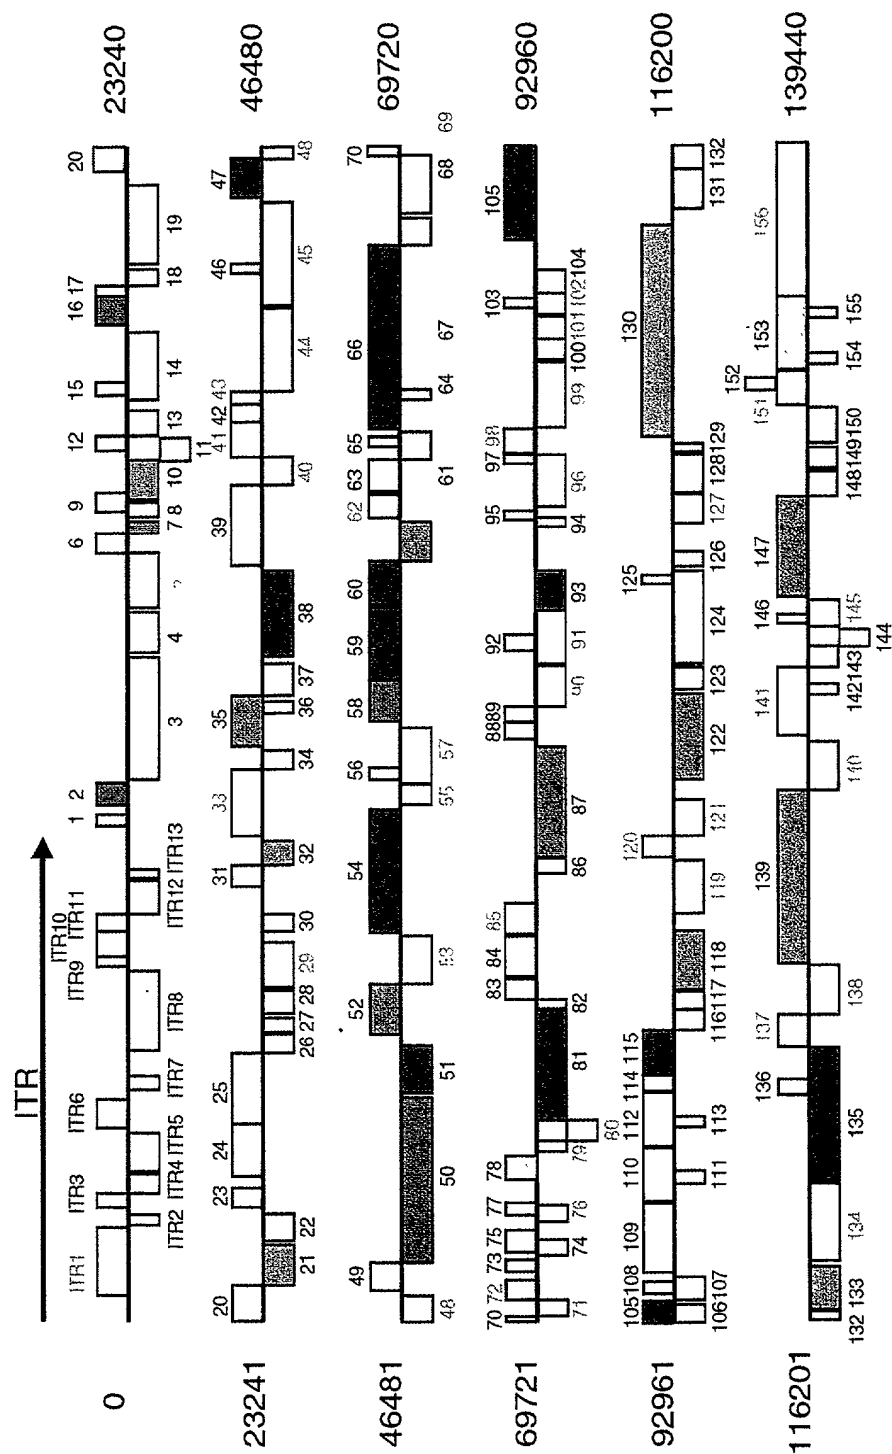 ITR
0 23240
ITR1 ITR3 ITR6 ITR9 ITR10 ITR11 1 2 6 9 12 15 16 17 20
ITR2 ITR4 ITR5 ITR7 ITR8 ITR12 ITR13 3 4 7 8 10 11 13 14 18 19
23241 46480
20 23 24 25 31 33 35 39 41 42 43 46 47
21 22 26 27 28 29 30 32 34 36 37 38 40 44 45 48
46481 69720
49 52 54 56 58 59 60 62 63 65 66 70
48 50 51 53 55 57 61 64 67 68 69
69721 92960
70 72 73 75 77 78 83 84 85 88 89 92 95 97 98 103 105
71 74 76 79 80 81 82 86 87 90 91 93 94 96 99 100 101 102 104
92961 116200
105 108 109 110 112 114 115 120 125 130
106 107 111 113 116 117 118 119 121 122 123 124 126 127 128 129 131 132
116201 139440
136 137 139 141 146 147 151 152 153 156
132 133 134 135 138 140 142 143 144 145 148 149 150 154 155